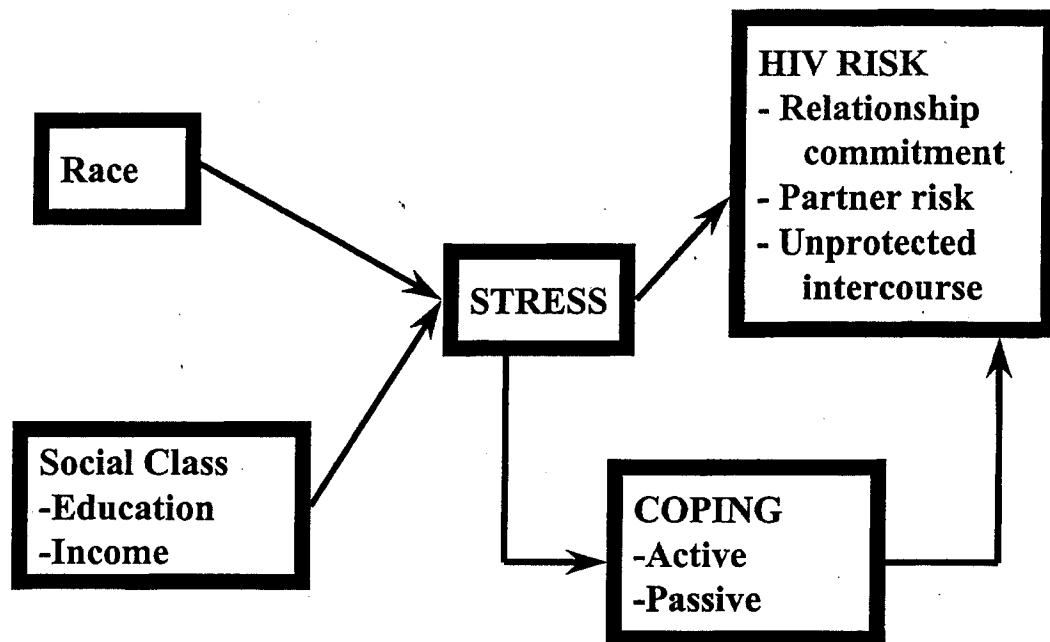 Race
Social Class
-Education
-Income
STRESS
HIV RISK
- Relationship
commitment
- Partner risk
- Unprotected
intercourse
COPING
-Active
-Passive